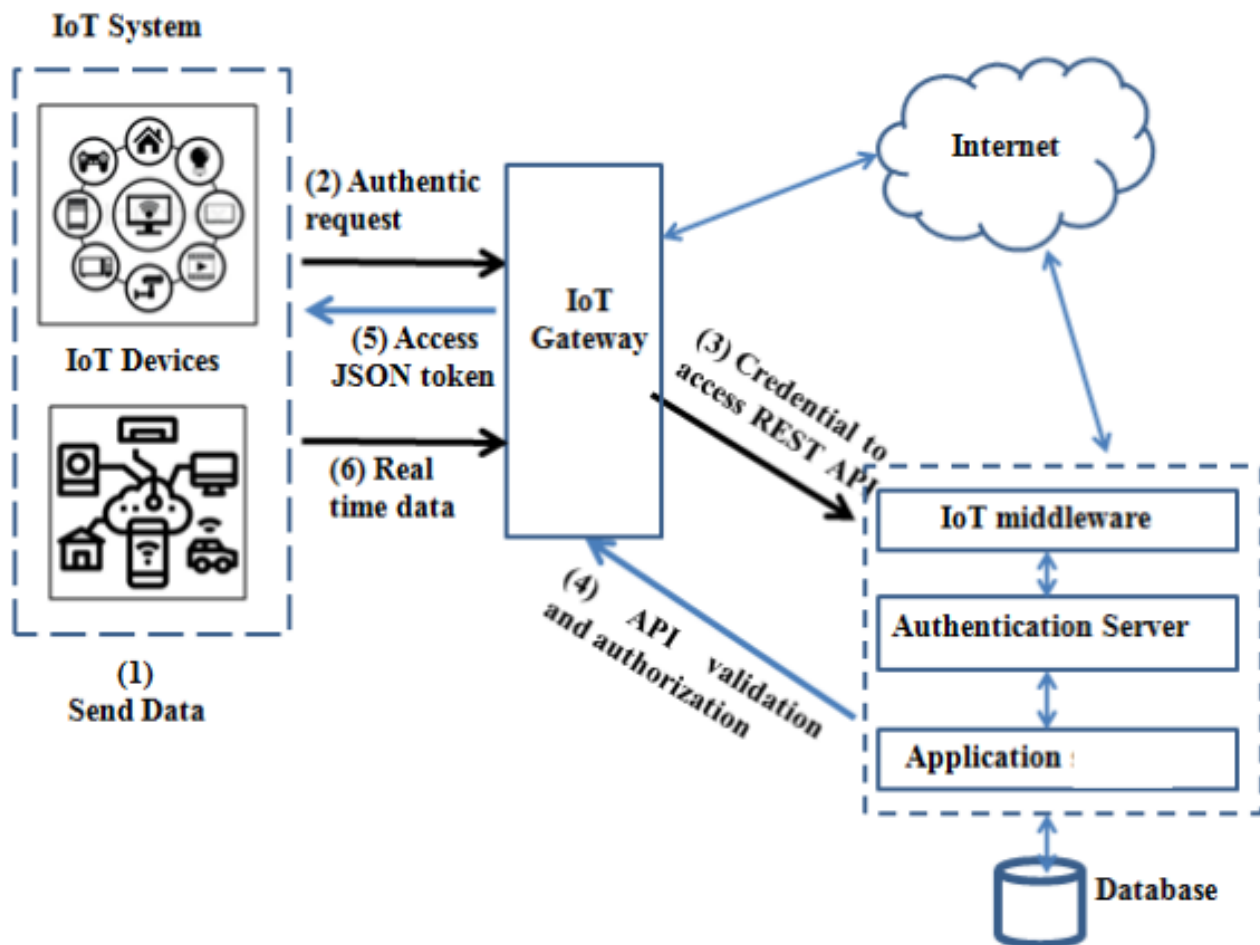 IoT System
IoT Devices
(1)
Send Data
(2) Authentic
request
(5) Access
JSON token
(6) Real
time data
IoT
Gateway
Internet
(3) Credential to
access REST API
(4) API validation
and authorization
IoT middleware
Authentication Server
Application
Database